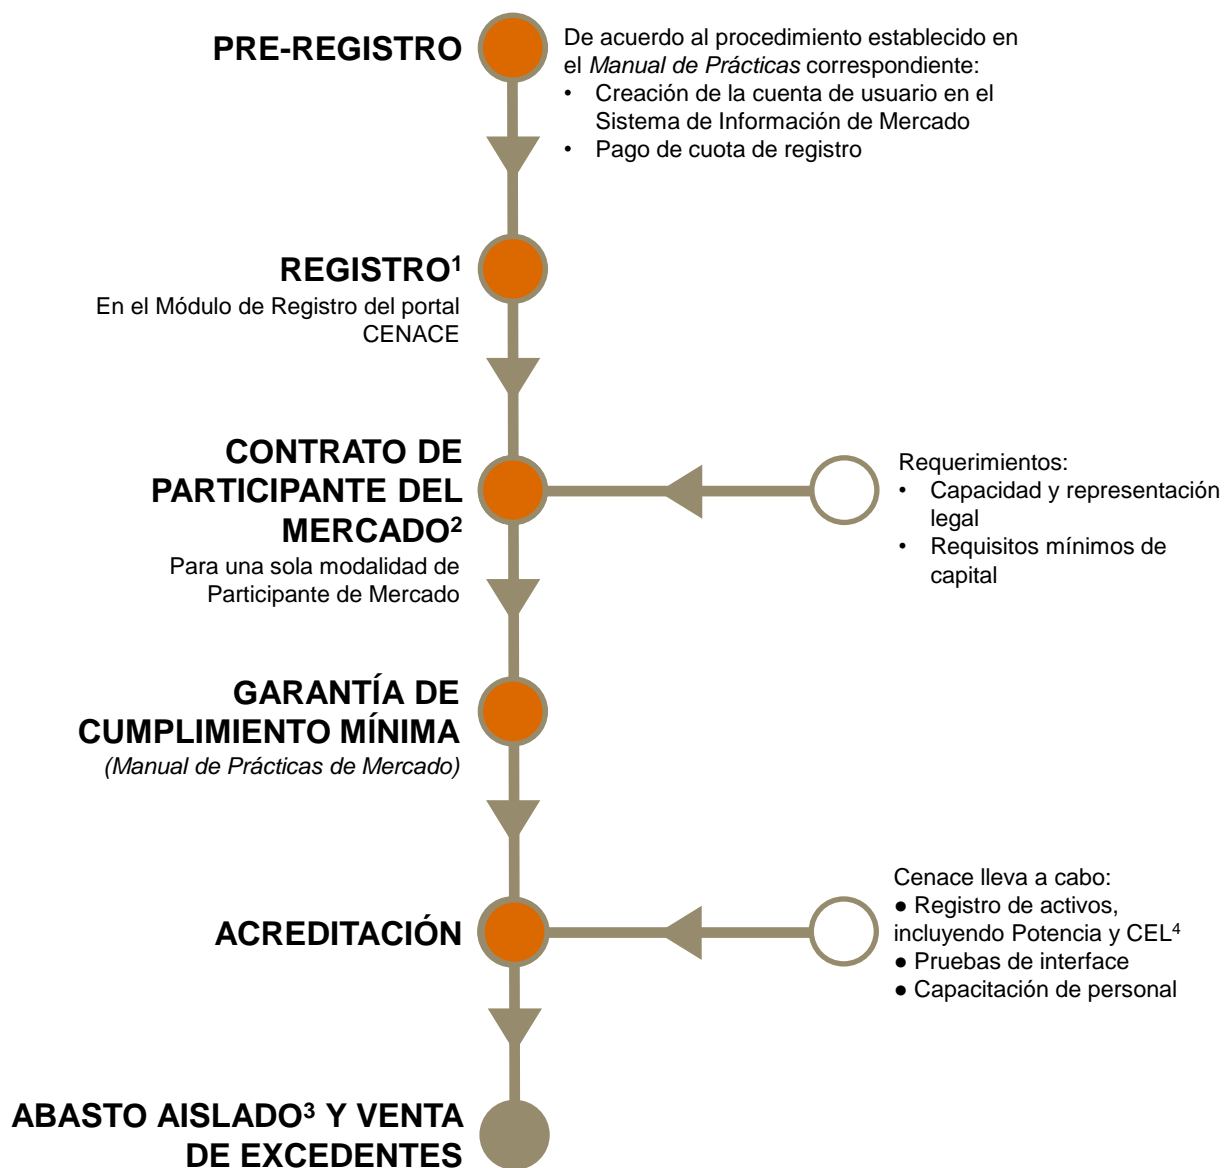 PRE-REGISTRO
De acuerdo al procedimiento establecido en
el Manual de Prácticas correspondiente:
• Creación de la cuenta de usuario en el
Sistema de Información de Mercado
• Pago de cuota de registro
REGISTRO¹
En el Módulo de Registro del portal
CENACE
CONTRATO DE
PARTICIPANTE DEL
MERCADO²
Para una sola modalidad de
Participante de Mercado
Requerimientos:
• Capacidad y representación
legal
• Requisitos mínimos de
capital
GARANTÍA DE
CUMPLIMIENTO MÍNIMA
(Manual de Prácticas de Mercado)
ACREDITACIÓN
Cenace lleva a cabo:
● Registro de activos,
incluyendo Potencia y CEL⁴
● Pruebas de interface
● Capacitación de personal
ABASTO AISLADO³ Y VENTA
DE EXCEDENTES